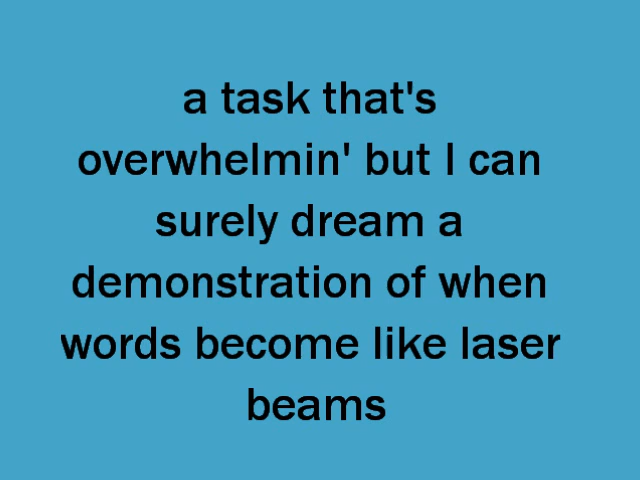 a task that's
overwhelmin' but I can
surely dream a
demonstration of when
words become like laser
beams